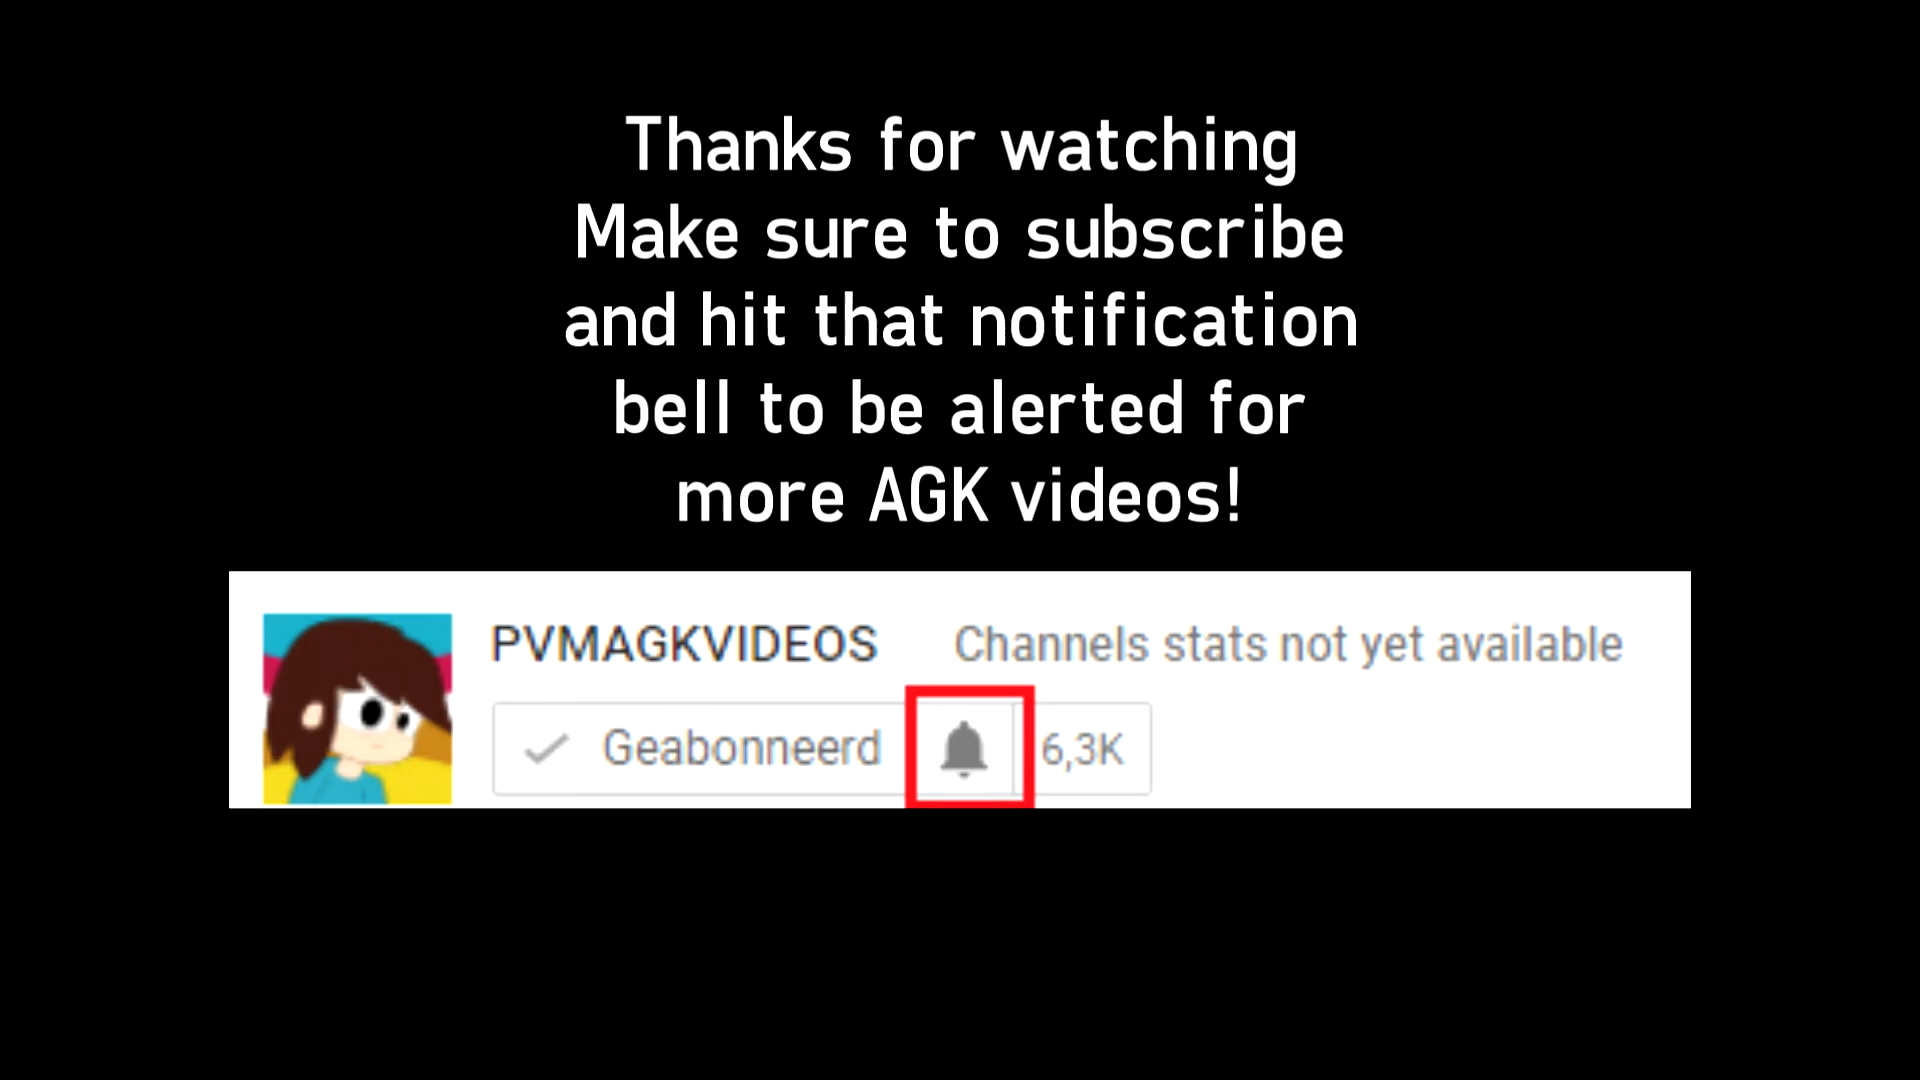 Thanks for watching
Make sure to subscribe
and hit that notification
bell to be alerted for
more AGK videos!
PVMAGKVIDEOS Channels stats not yet available
Geabonneerd 6,3K